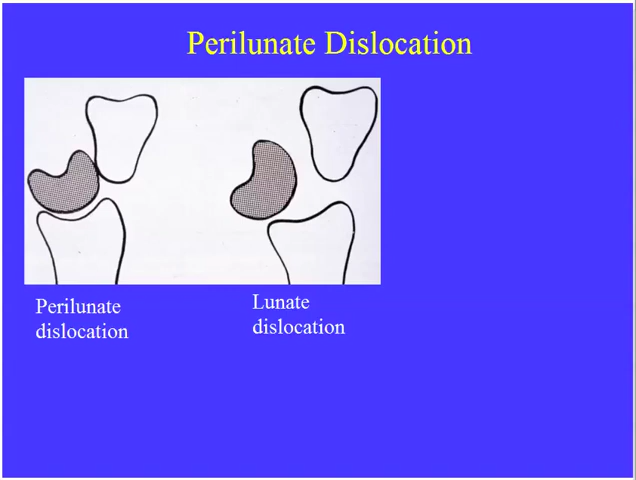 Perilunate Dislocation
Perilunate
dislocation
Lunate
dislocation